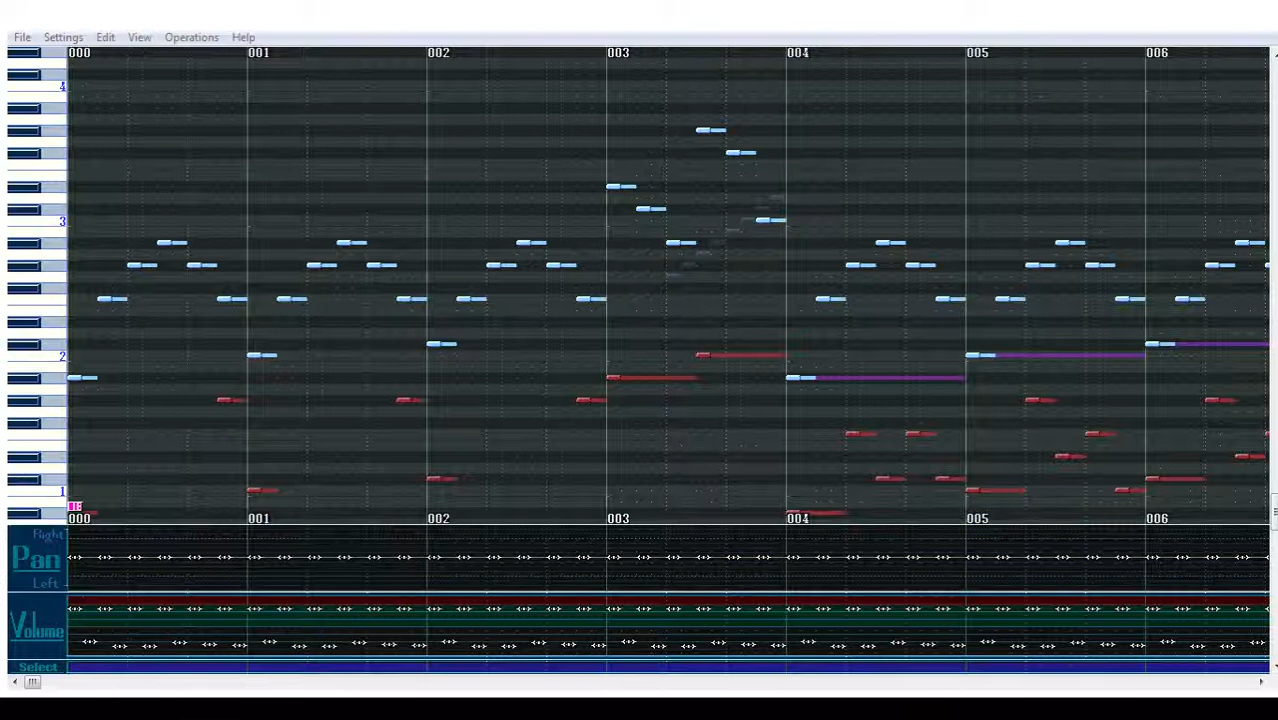 File Settings Edit View Operations Help
000 001 002 003 004 005 006
4
3
2
1
000 001 002 003 004 005 006
Right
Pan
Left
Volume
Select